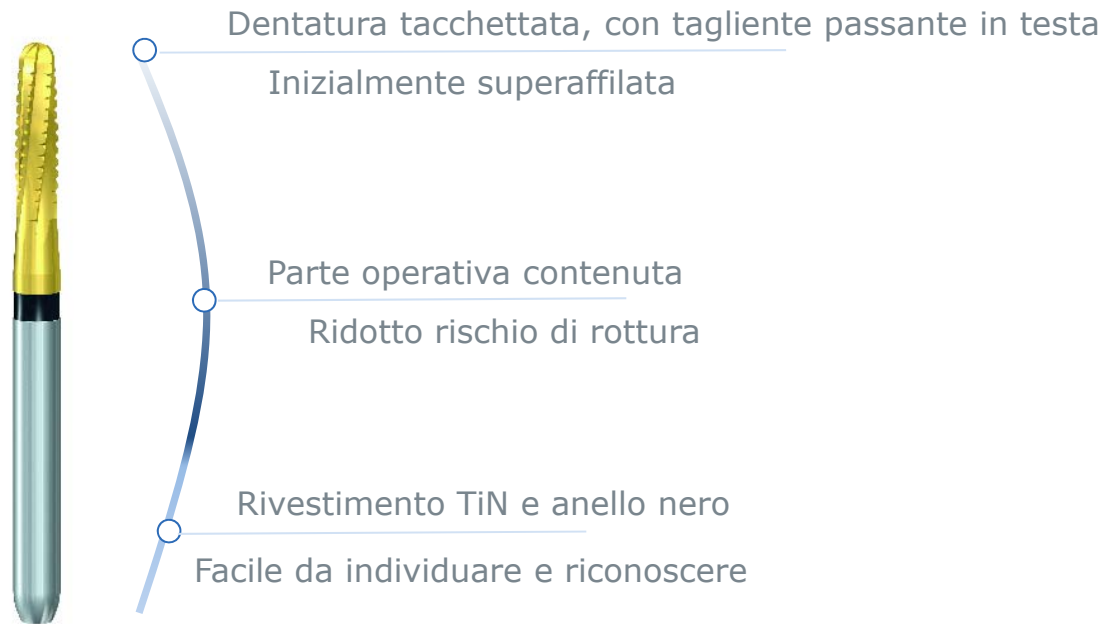 Dentatura tacchettata, con tagliente passante in testa
Inizialmente superaffilata
Parte operativa contenuta
Ridotto rischio di rottura
Rivestimento TiN e anello nero
Facile da individuare e riconoscere